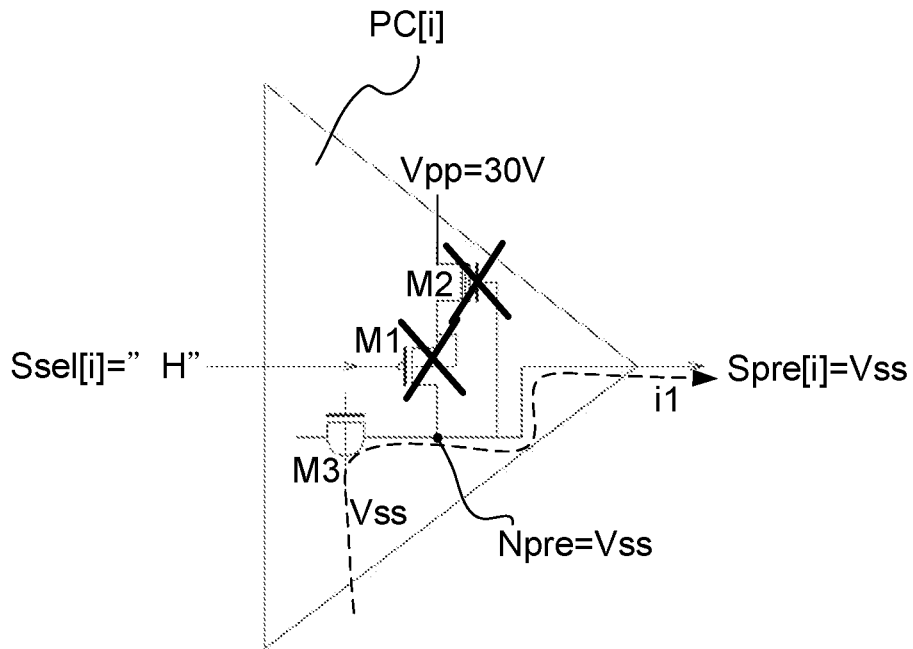 PC[i]
Vpp=30V
M2
M1
Ssel[i]=” H”
Spre[i]=Vss
i1
M3
Vss
Npre=Vss